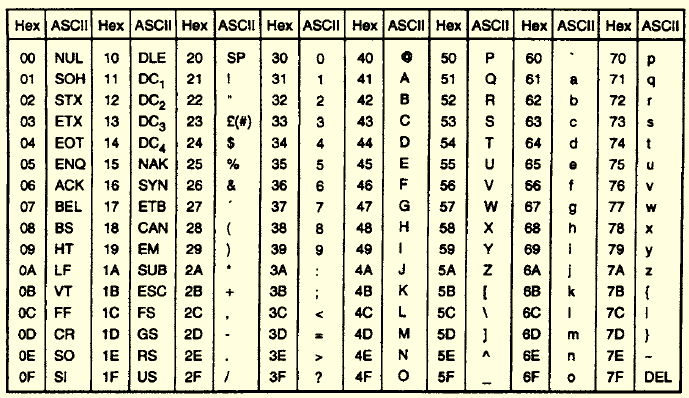 Hex ASCII Hex ASCII Hex ASCII Hex ASCII Hex ASCII Hex ASCII Hex ASCII Hex ASCII
00 NUL 10 DLE 20 SP 30 0 40 @ 50 P 60 ` 70 p
01 SOH 11 DC1 21 ! 31 1 41 A 51 Q 61 a 71 q
02 STX 12 DC2 22 " 32 2 42 B 52 R 62 b 72 r
03 ETX 13 DC3 23 £(#) 33 3 43 C 53 S 63 c 73 s
04 EOT 14 DC4 24 $ 34 4 44 D 54 T 64 d 74 t
05 ENQ 15 NAK 25 % 35 5 45 E 55 U 65 e 75 u
06 ACK 16 SYN 26 & 36 6 46 F 56 V 66 f 76 v
07 BEL 17 ETB 27 ´ 37 7 47 G 57 W 67 g 77 w
08 BS 18 CAN 28 ( 38 8 48 H 58 X 68 h 78 x
09 HT 19 EM 29 ) 39 9 49 I 59 Y 69 i 79 y
0A LF 1A SUB 2A * 3A : 4A J 5A Z 6A j 7A z
0B VT 1B ESC 2B + 3B ; 4B K 5B [ 6B k 7B {
0C FF 1C FS 2C , 3C < 4C L 5C \ 6C l 7C |
0D CR 1D GS 2D - 3D = 4D M 5D ] 6D m 7D }
0E SO 1E RS 2E . 3E > 4E N 5E ^ 6E n 7E ~
0F SI 1F US 2F / 3F ? 4F O 5F _ 6F o 7F DEL